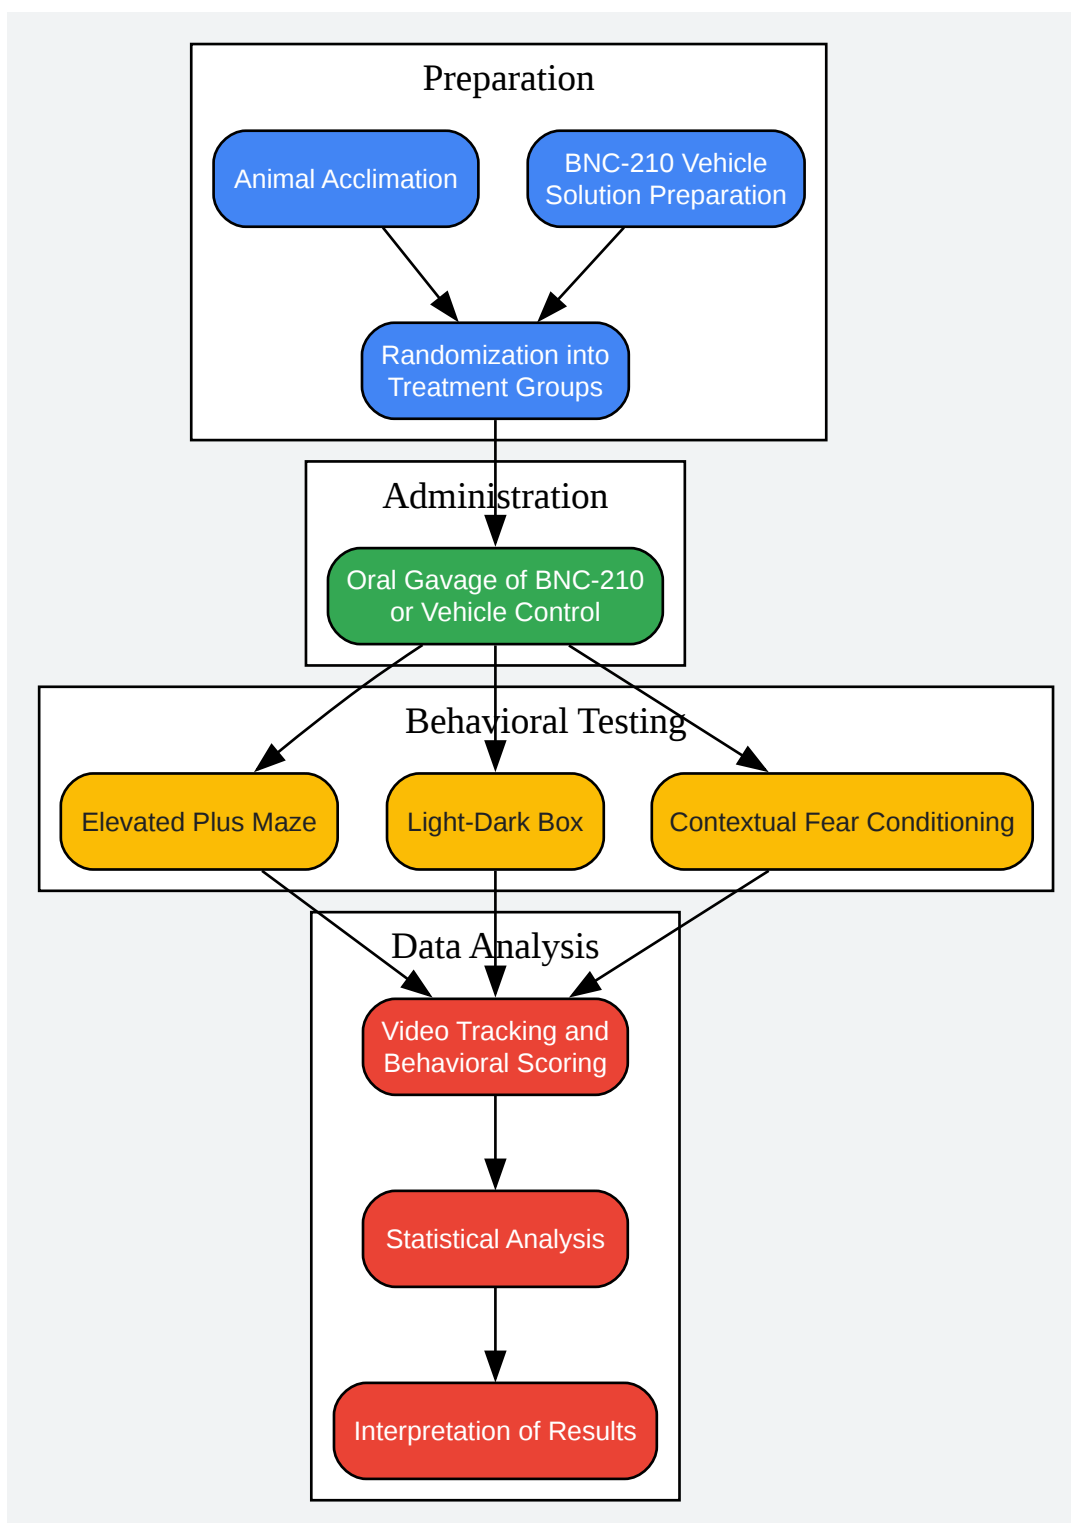 Preparation
Animal Acclimation
BNC-210 Vehicle
Solution Preparation
Randomization into
Treatment Groups
Administration
Oral Gavage of BNC-210
or Vehicle Control
Behavioral Testing
Elevated Plus Maze
Light-Dark Box
Contextual Fear Conditioning
Data Analysis
Video Tracking and
Behavioral Scoring
Statistical Analysis
Interpretation of Results